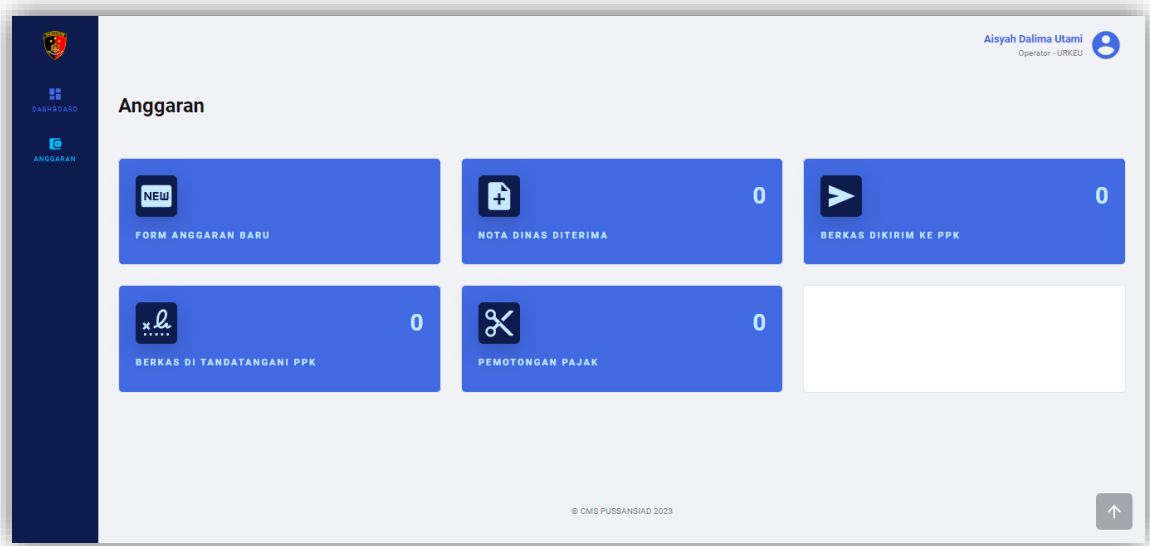 Aisyah Dalima Utami
Operator - URKEU
DASHBOARD
ANGGARAN
Anggaran
NEW
FORM ANGGARAN BARU
0
NOTA DINAS DITERIMA
0
BERKAS DIKIRIM KE PPK
0
BERKAS DI TANDATANGANI PPK
0
PEMOTONGAN PAJAK
© CMS PUSSANSIAD 2023